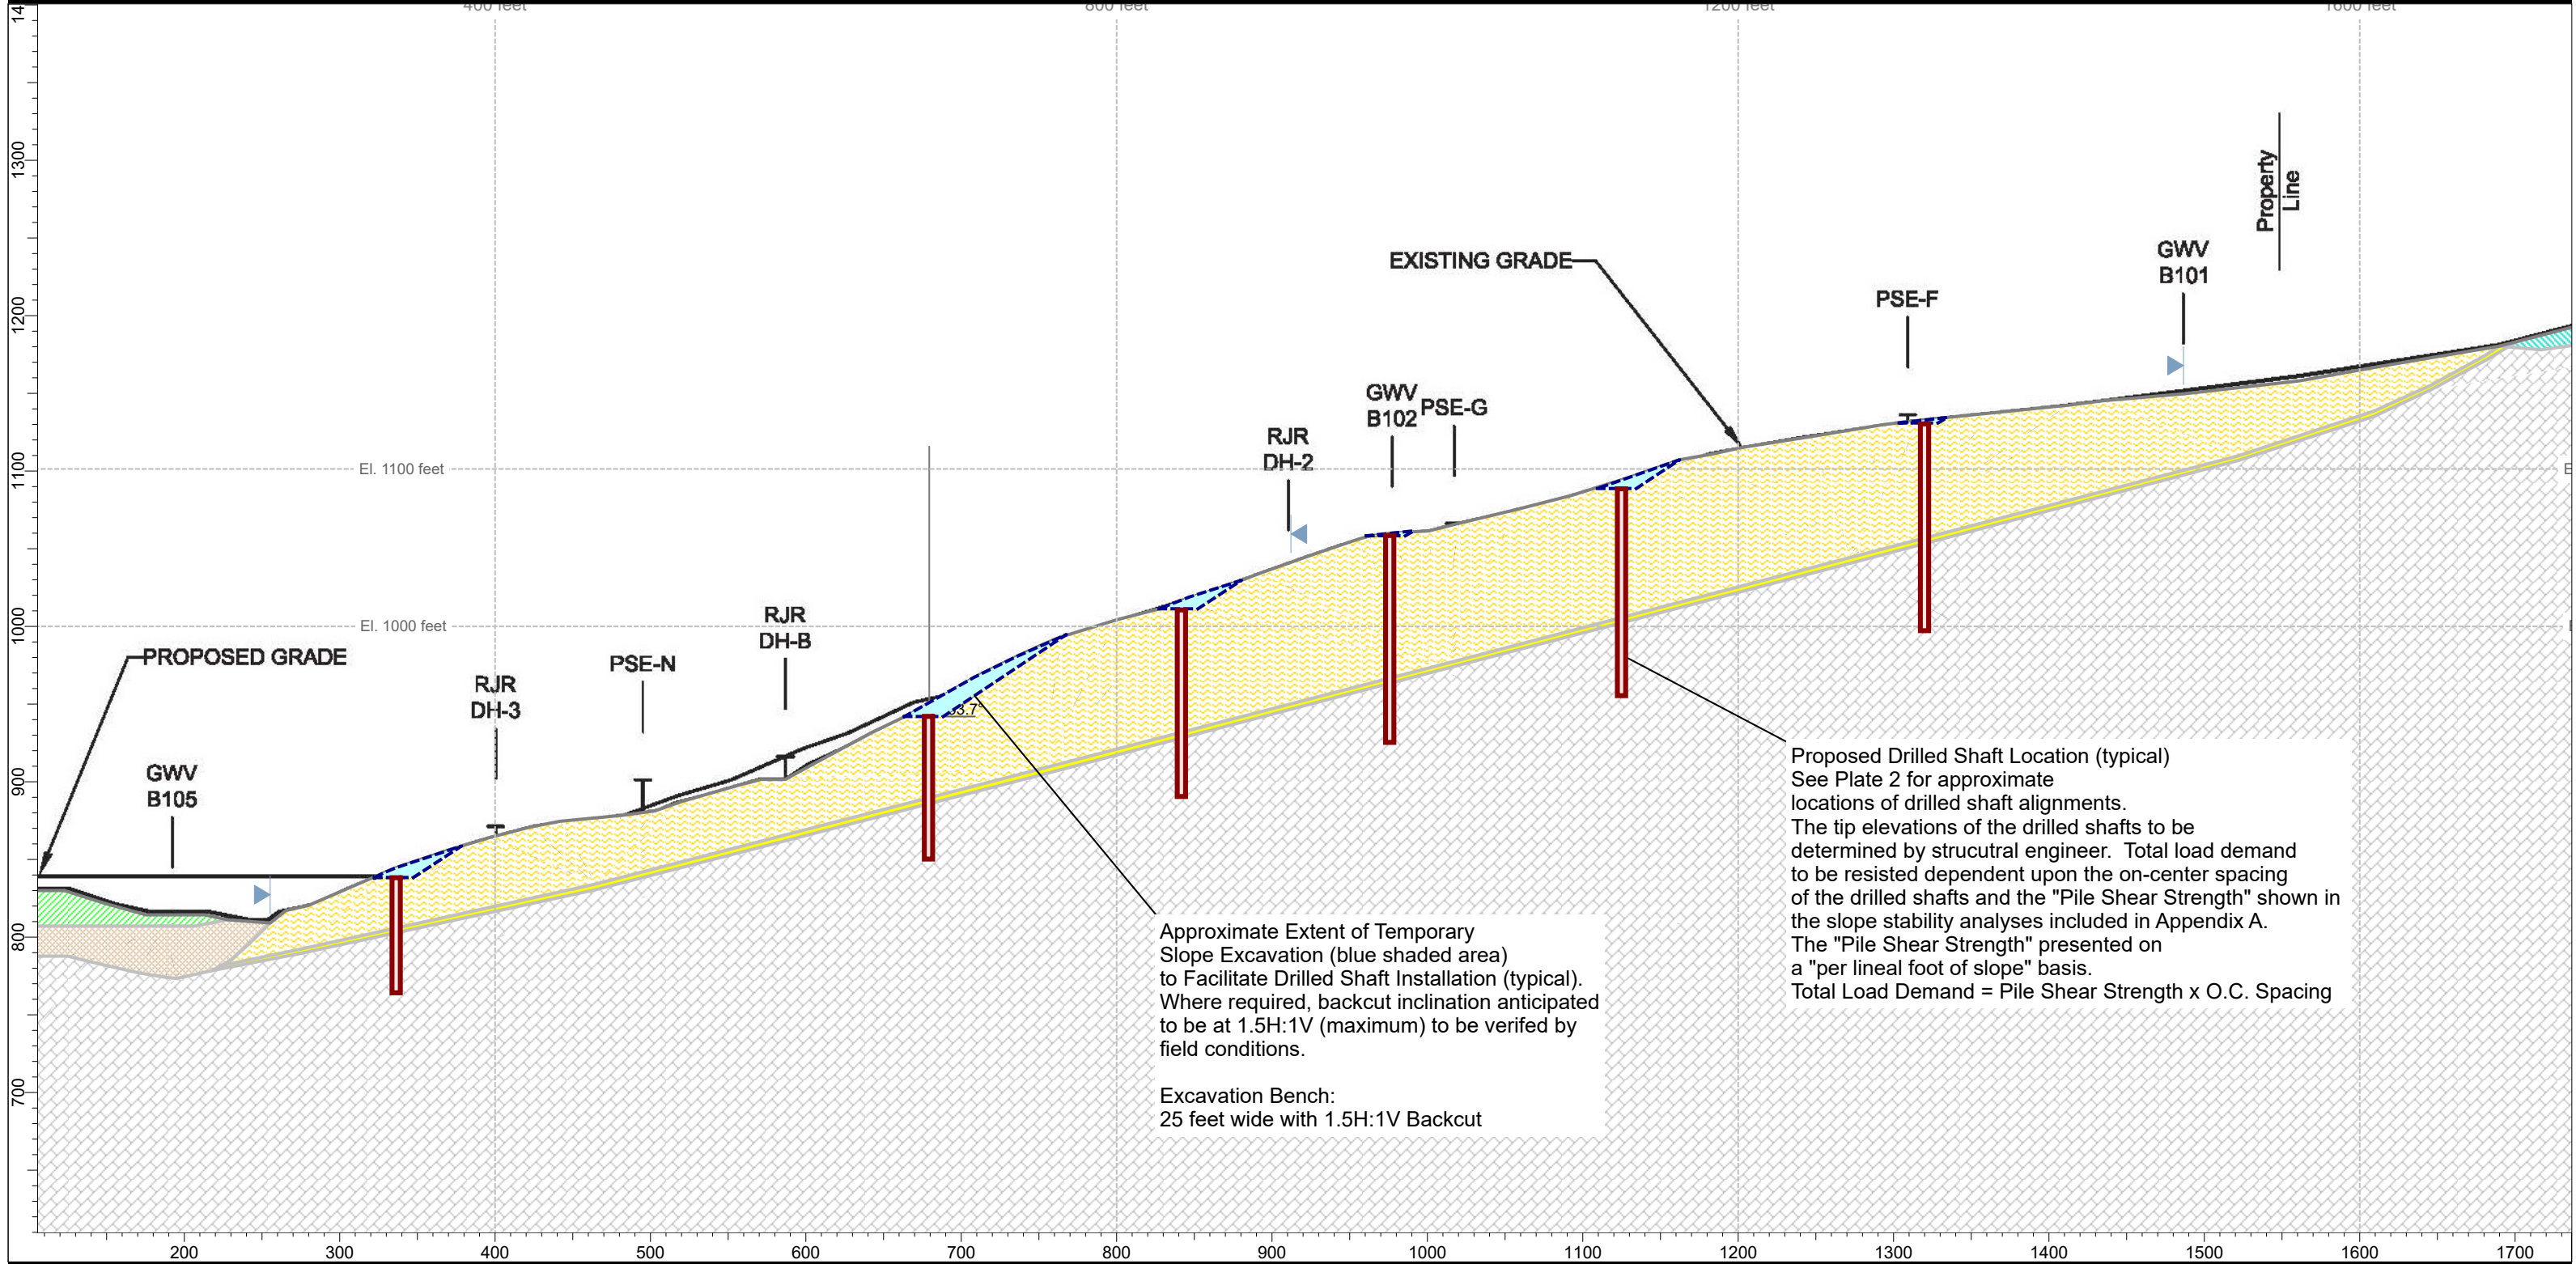 400 feet
800 feet
1200 feet
1600 feet
14
1300
1200
1100
1000
900
800
700
Property
Line
GWV
B101
EXISTING GRADE
PSE-F
GWV
B102
PSE-G
RJR
DH-2
El. 1100 feet
E
RJR
DH-B
El. 1000 feet
PROPOSED GRADE
PSE-N
RJR
DH-3
33.7°
GWV
B105
Proposed Drilled Shaft Location (typical)
See Plate 2 for approximate
locations of drilled shaft alignments.
The tip elevations of the drilled shafts to be
determined by strucutral engineer.  Total load demand
to be resisted dependent upon the on-center spacing
of the drilled shafts and the "Pile Shear Strength" shown in
the slope stability analyses included in Appendix A.
The "Pile Shear Strength" presented on
a "per lineal foot of slope" basis.
Total Load Demand = Pile Shear Strength x O.C. Spacing
Approximate Extent of Temporary
Slope Excavation (blue shaded area)
to Facilitate Drilled Shaft Installation (typical).
Where required, backcut inclination anticipated
to be at 1.5H:1V (maximum) to be verifed by
field conditions.
Excavation Bench:
25 feet wide with 1.5H:1V Backcut
200
300
400
500
600
700
800
900
1000
1100
1200
1300
1400
1500
1600
1700